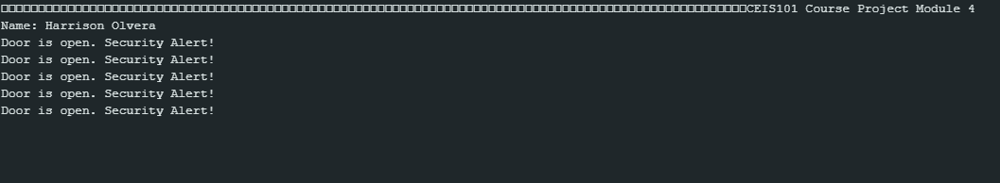 □□□□□□□□□□□□□□□□□□□□□□□□□□□□□□□□□□□□□□□□□□□□□□□□□□□□□□□□□□□□□□□□□□□□□□□□□□□□□□□□□□□□□□□□□□□□□□□□□□□□□CEIS101 Course Project Module 4
Name: Harrison Olvera
Door is open. Security Alert!
Door is open. Security Alert!
Door is open. Security Alert!
Door is open. Security Alert!
Door is open. Security Alert!